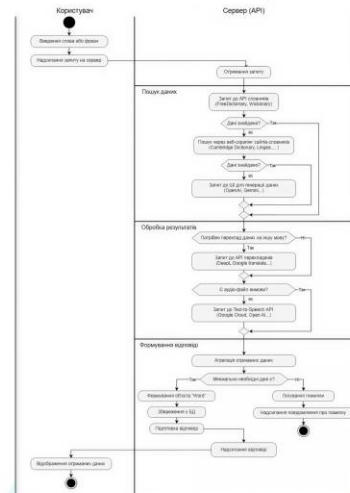 Користувач
Сервер (API)
Введення слова або фрази
Надсилання запиту на сервер
Отримання запиту
Пошук даних
Запит до API словників
(FreeDictionary, Wiktionary)
Дані знайдено?
Так
Ні
Пошук через веб-скрапінг сайтів-словників
(Cambridge Dictionary, Lingea, ...)
Дані знайдено?
Так
Ні
Запит до ШІ для генерації даних
(OpenAI, Gemini...)
Обробка результатів
Потрібен переклад даних на іншу мову?
Ні
Так
Запит до API перекладачів
(DeepL, Google translate...)
Є аудіо-файл вимови?
Так
Ні
Запит до Text-to-Speech API
(Google Cloud, Open AI...)
Формування відповіді
Агрегація отриманих даних
Так
Мінімально необхідні дані є?
Ні
Формування об'єкта "Word"
Логування помилки
Збереження в БД
Надсилання повідомлення про помилку
Підготовка відповіді
Надсилання відповіді
Відображення отриманих даних